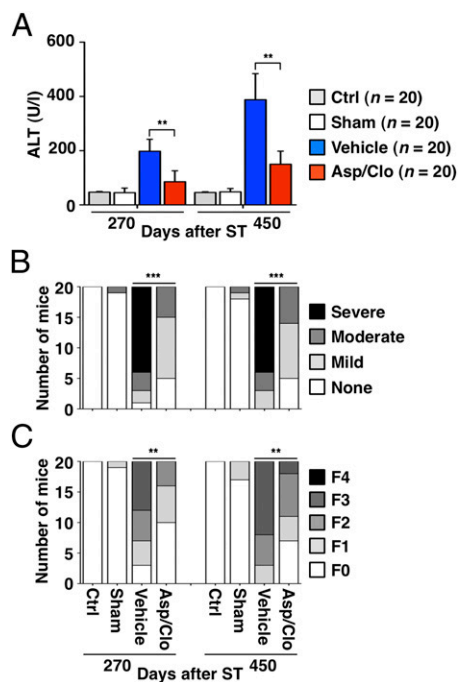 A
ALT (U/l)
600
400
200
0
**
**
Ctrl (n = 20)
Sham (n = 20)
Vehicle (n = 20)
Asp/Clo (n = 20)
270
450
Days after ST
B
Number of mice
20
15
10
5
0
***
***
Severe
Moderate
Mild
None
C
Number of mice
20
15
10
5
0
**
**
F4
F3
F2
F1
F0
Ctrl
Sham
Vehicle
Asp/Clo
Ctrl
Sham
Vehicle
Asp/Clo
270
450
Days after ST